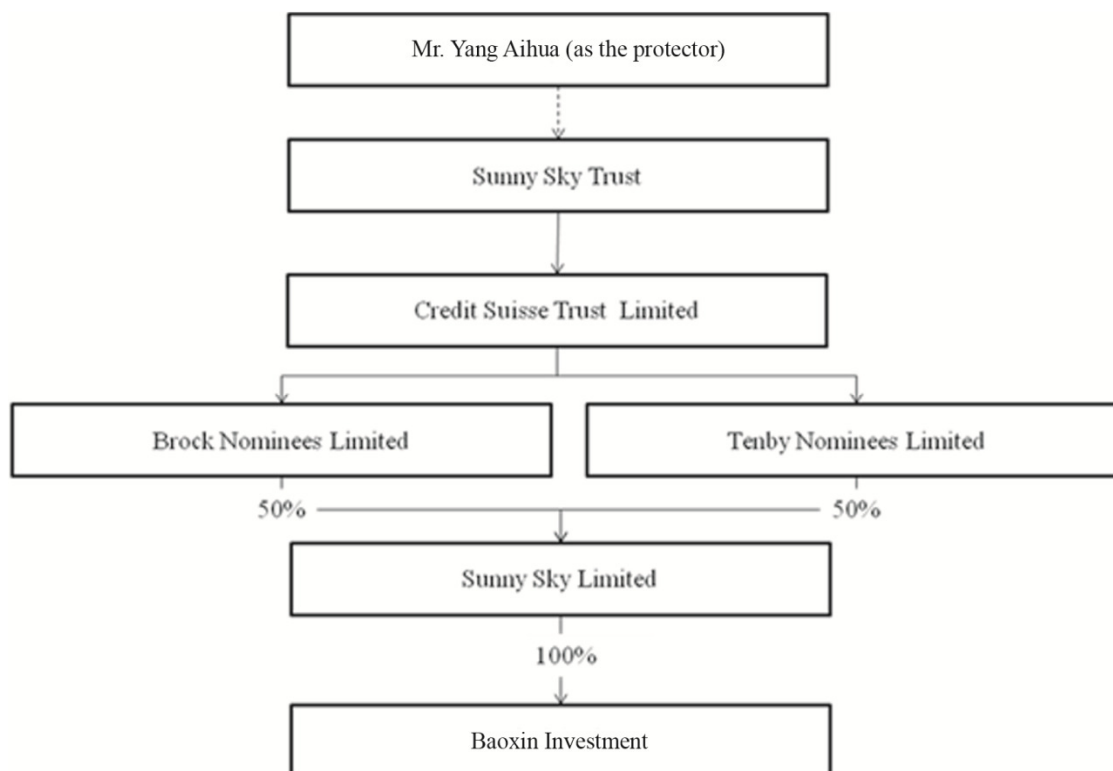 Mr. Yang Aihua (as the protector)
Sunny Sky Trust
Credit Suisse Trust Limited
Brock Nominees Limited
Tenby Nominees Limited
50%
50%
Sunny Sky Limited
100%
Baoxin Investment